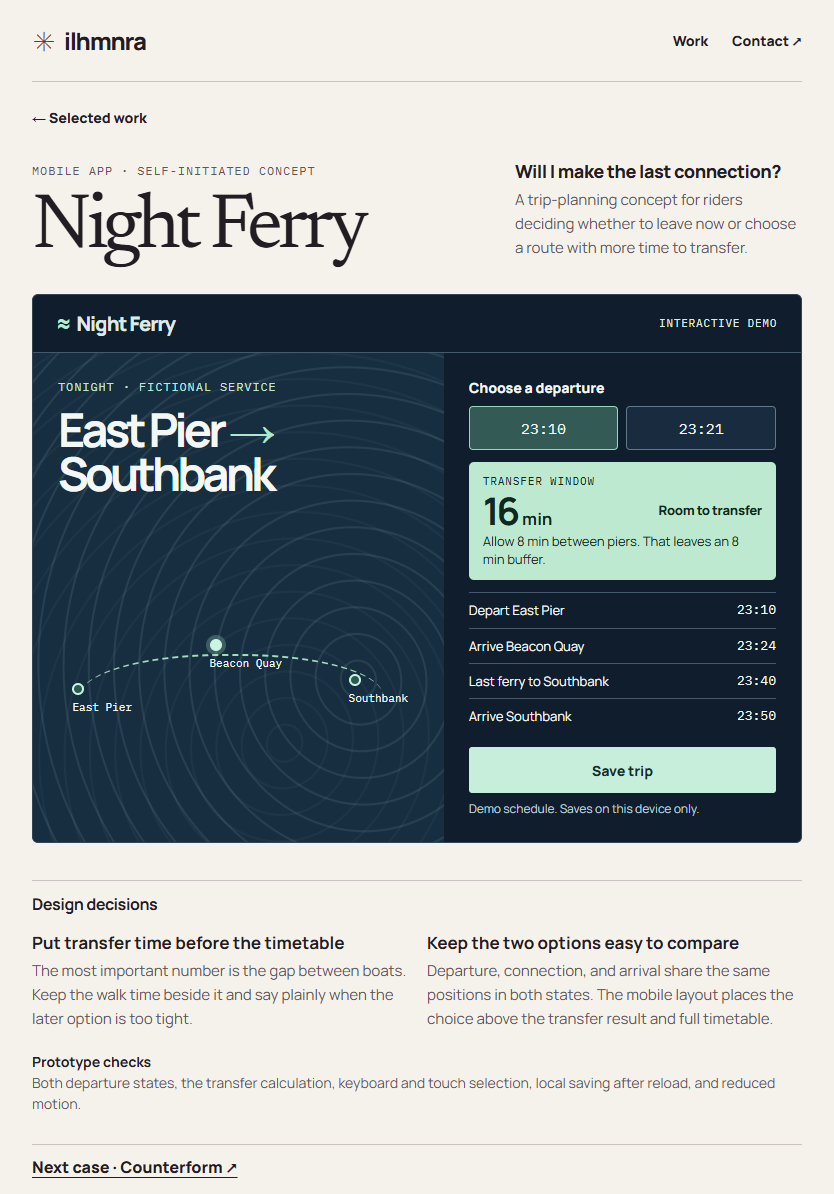 ilhmnra
Work
Contact ↗
← Selected work
MOBILE APP · SELF-INITIATED CONCEPT
Night Ferry
Will I make the last connection?
A trip-planning concept for riders
deciding whether to leave now or choose
a route with more time to transfer.
≈ Night Ferry
INTERACTIVE DEMO
TONIGHT · FICTIONAL SERVICE
East Pier →
Southbank
Beacon Quay
East Pier
Southbank
Choose a departure
23:10
23:21
TRANSFER WINDOW
16 min
Room to transfer
Allow 8 min between piers. That leaves an 8
min buffer.
Depart East Pier 23:10
Arrive Beacon Quay 23:24
Last ferry to Southbank 23:40
Arrive Southbank 23:50
Save trip
Demo schedule. Saves on this device only.
Design decisions
Put transfer time before the timetable
The most important number is the gap between boats.
Keep the walk time beside it and say plainly when the
later option is too tight.
Keep the two options easy to compare
Departure, connection, and arrival share the same
positions in both states. The mobile layout places the
choice above the transfer result and full timetable.
Prototype checks
Both departure states, the transfer calculation, keyboard and touch selection, local saving after reload, and reduced
motion.
Next case · Counterform ↗